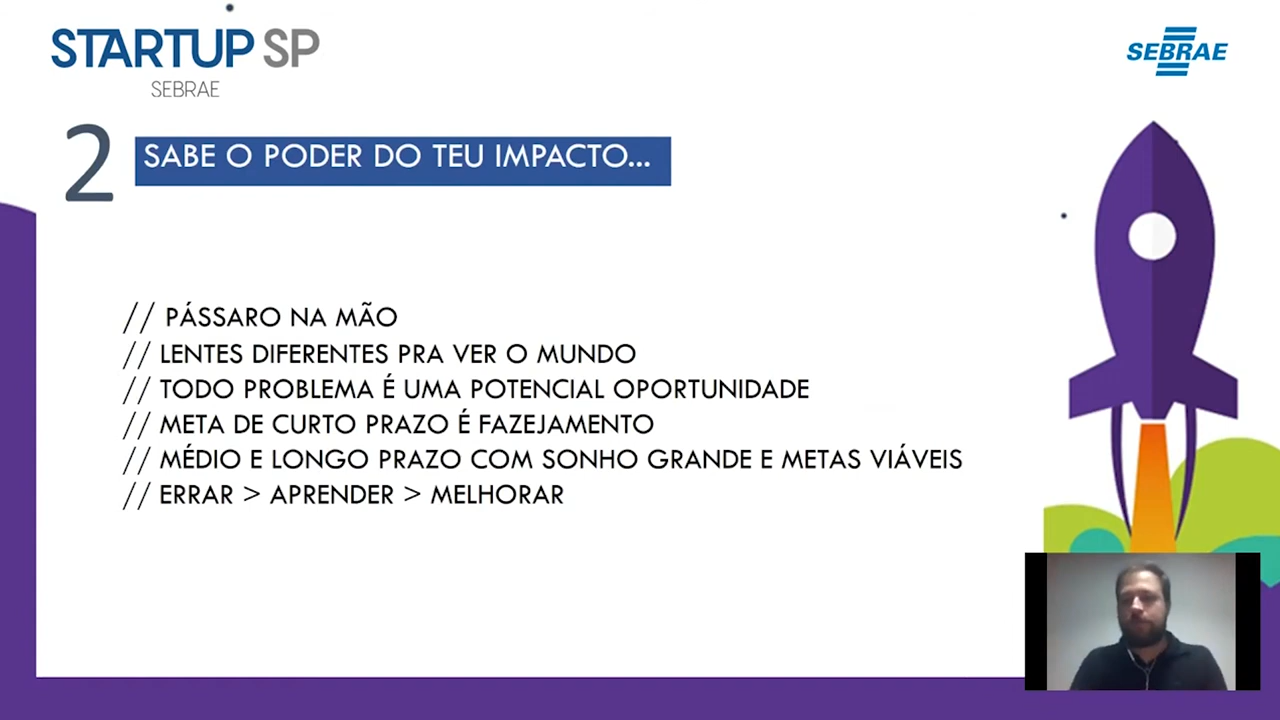 STARTUP SP
SEBRAE
SEBRAE
2
SABE O PODER DO TEU IMPACTO...
// PÁSSARO NA MÃO
// LENTES DIFERENTES PRA VER O MUNDO
// TODO PROBLEMA É UMA POTENCIAL OPORTUNIDADE
// META DE CURTO PRAZO É FAZEJAMENTO
// MÉDIO E LONGO PRAZO COM SONHO GRANDE E METAS VIÁVEIS
// ERRAR > APRENDER > MELHORAR